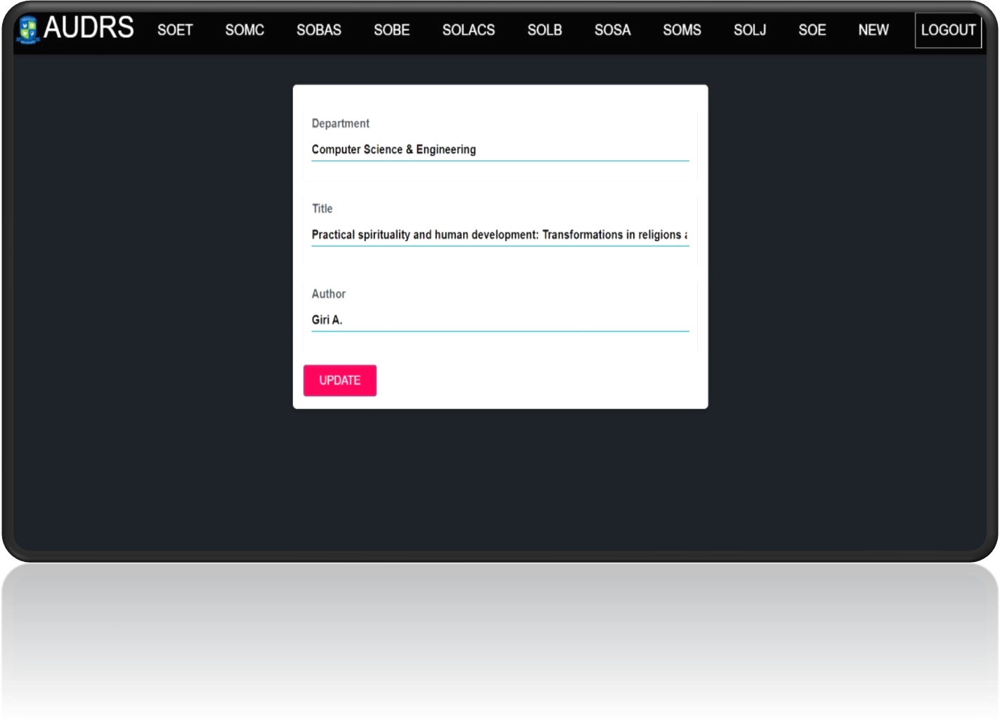 AUDRS SOET SOMC SOBAS SOBE SOLACS SOLB SOSA SOMS SOLJ SOE NEW LOGOUT
Department
Computer Science & Engineering
Title
Practical spirituality and human development: Transformations in religions
Author
Giri A.
UPDATE